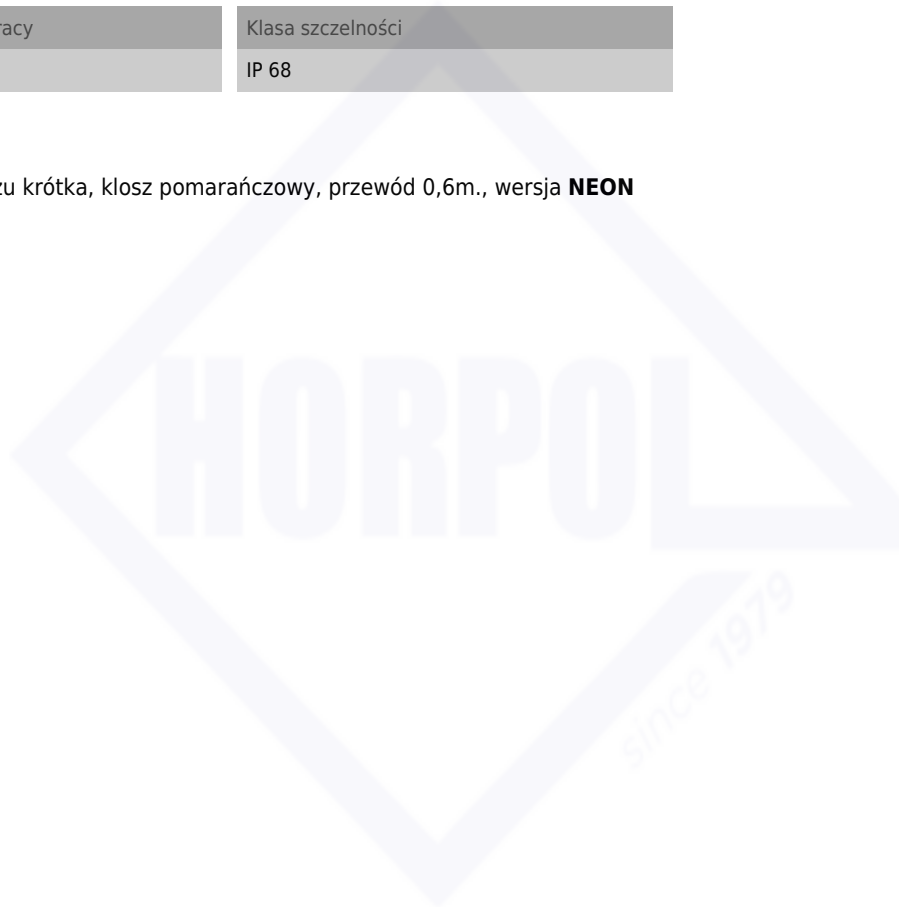 racy Klasa szczelności
IP 68
zu krótka, klosz pomarańczowy, przewód 0,6m., wersja NEON
HORPOL
since 1979